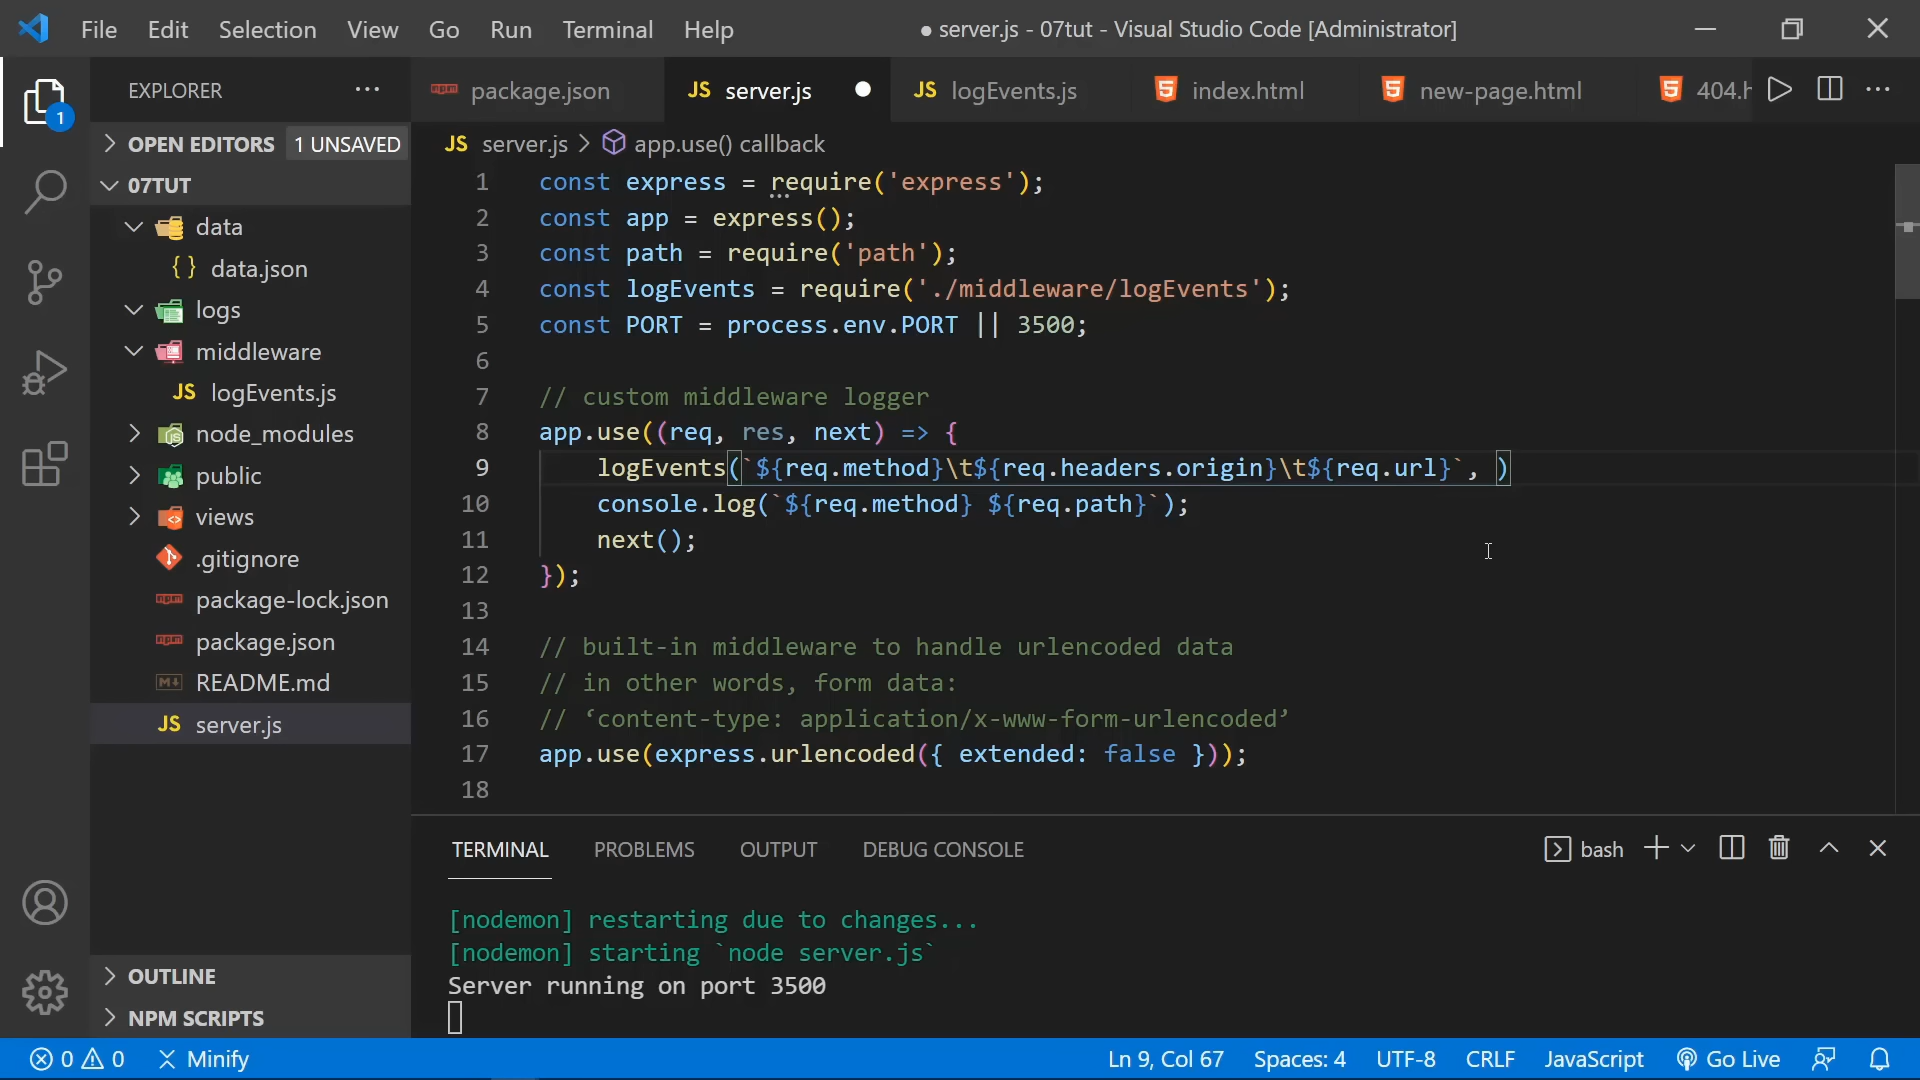 File Edit Selection View Go Run Terminal Help
● server.js - 07tut - Visual Studio Code [Administrator]
1
EXPLORER
OPEN EDITORS 1 UNSAVED
07TUT
data
{ } data.json
logs
middleware
JS logEvents.js
node_modules
public
views
.gitignore
package-lock.json
package.json
README.md
JS server.js
OUTLINE
NPM SCRIPTS
package.json JS server.js JS logEvents.js index.html new-page.html 404.h
JS server.js > app.use() callback
1 const express = require('express');
2 const app = express();
3 const path = require('path');
4 const logEvents = require('./middleware/logEvents');
5 const PORT = process.env.PORT || 3500;
6
7 // custom middleware logger
8 app.use((req, res, next) => {
9 logEvents(`${req.method}\t${req.headers.origin}\t${req.url}`, )
10 console.log(`${req.method} ${req.path}`);
11 next();
12 });
13
14 // built-in middleware to handle urlencoded data
15 // in other words, form data:
16 // ‘content-type: application/x-www-form-urlencoded’
17 app.use(express.urlencoded({ extended: false }));
18
TERMINAL PROBLEMS OUTPUT DEBUG CONSOLE bash
[nodemon] restarting due to changes...
[nodemon] starting `node server.js`
Server running on port 3500
0 0 Minify Ln 9, Col 67 Spaces: 4 UTF-8 CRLF JavaScript Go Live